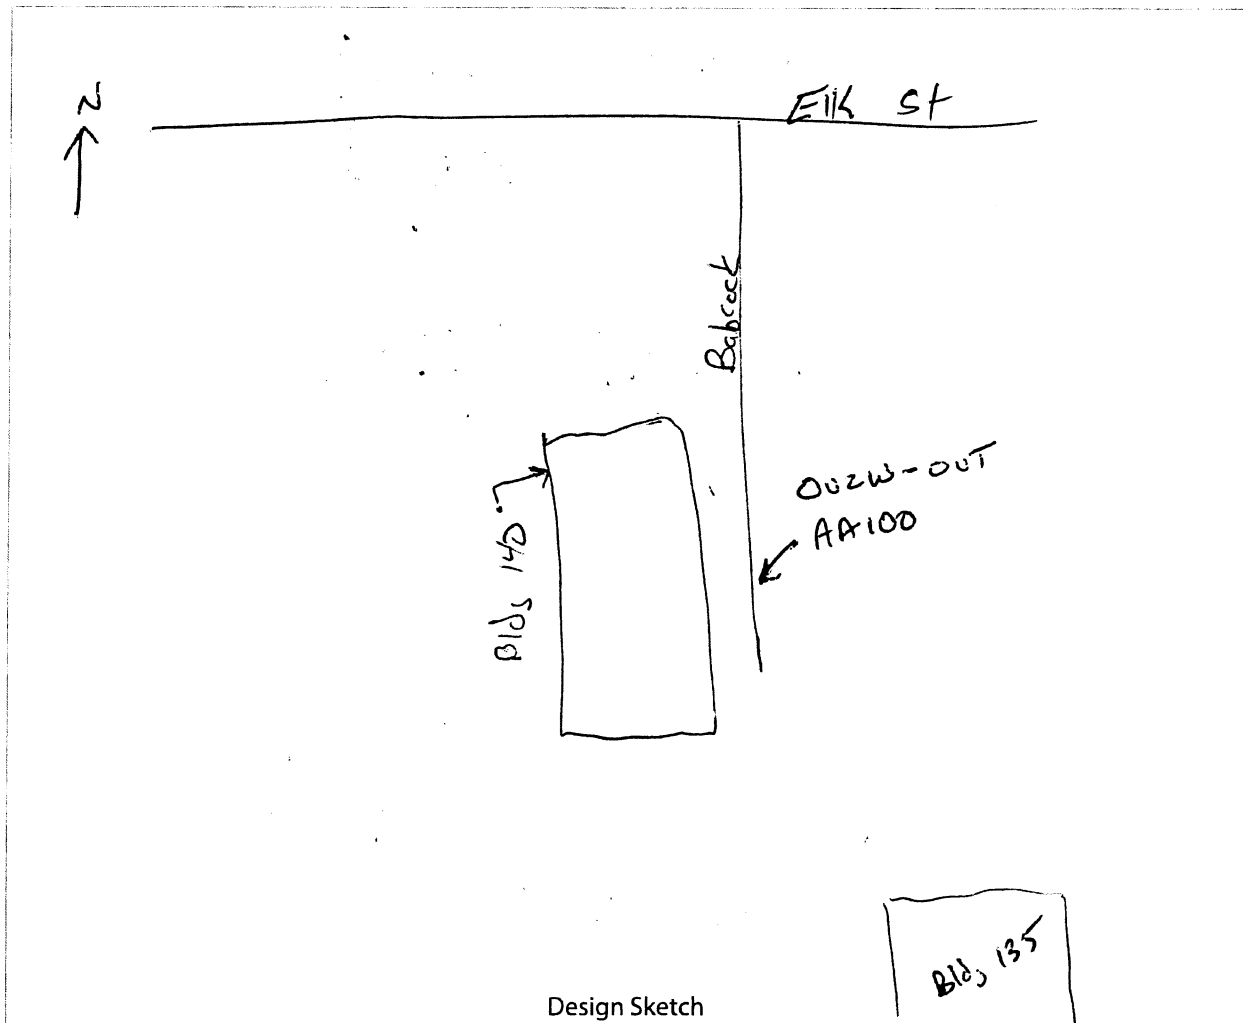 N
Elk St
Babcock
OU2W-OUT
AA100
Bldg 140
Bldg 135
Design Sketch